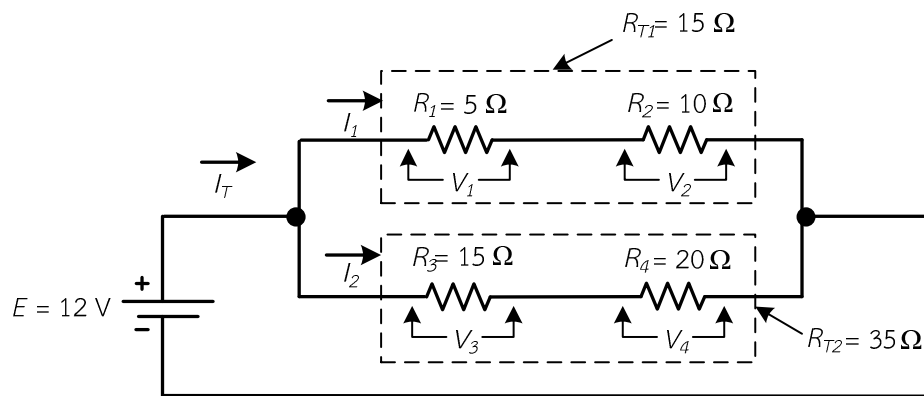 R_T1 = 15 Ω
R_1 = 5 Ω
R_2 = 10 Ω
I_1
V_1
V_2
I_T
R_3 = 15 Ω
R_4 = 20 Ω
I_2
V_3
V_4
+
E = 12 V
−
R_T2 = 35 Ω